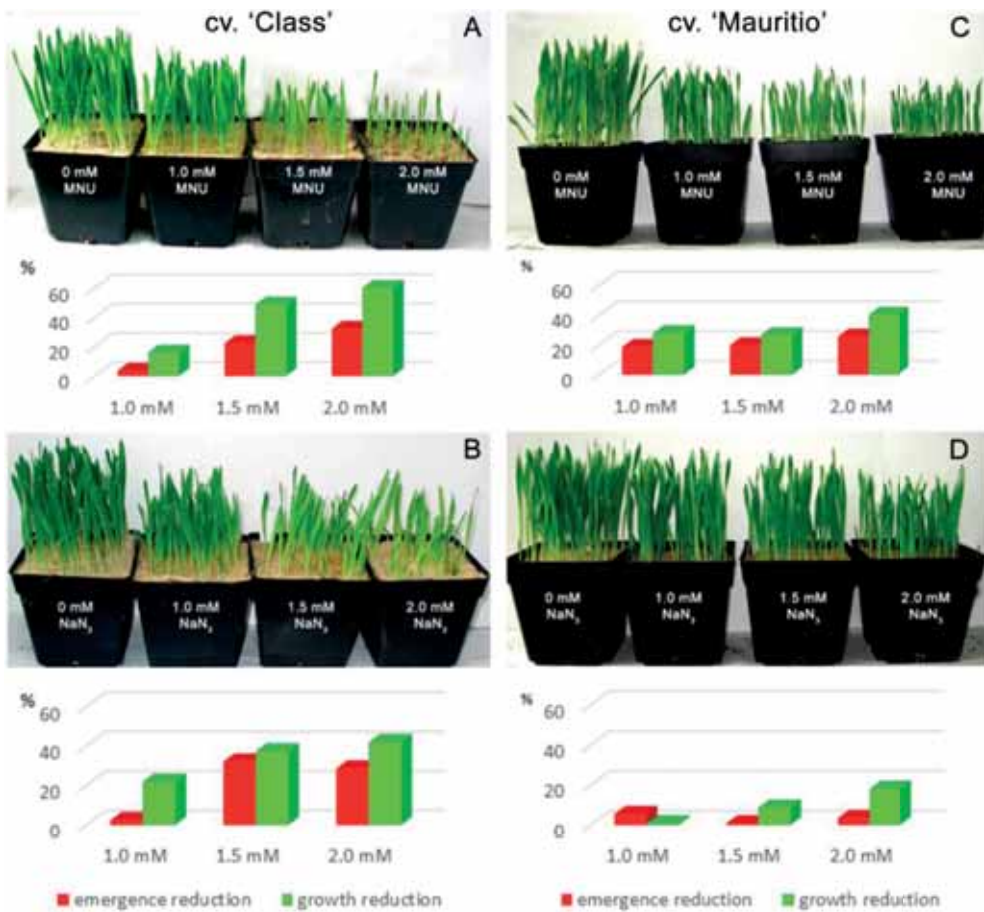 cv. 'Class'
A
0 mM
MNU
1.0 mM
MNU
1.5 mM
MNU
2.0 mM
MNU
%
60
40
20
0
1.0 mM
1.5 mM
2.0 mM
B
0 mM
NaN₃
1.0 mM
NaN₃
1.5 mM
NaN₃
2.0 mM
NaN₃
%
60
40
20
0
1.0 mM
1.5 mM
2.0 mM
emergence reduction
growth reduction
cv. 'Mauritio'
C
0 mM
MNU
1.0 mM
MNU
1.5 mM
MNU
2.0 mM
MNU
%
60
40
20
0
1.0 mM
1.5 mM
2.0 mM
D
0 mM
NaN₃
1.0 mM
NaN₃
1.5 mM
NaN₃
2.0 mM
NaN₃
%
60
40
20
0
1.0 mM
1.5 mM
2.0 mM
emergence reduction
growth reduction